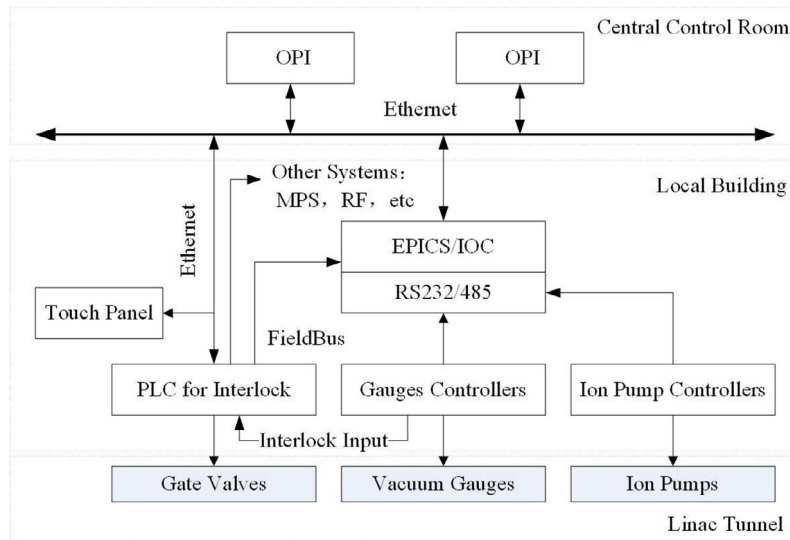 Central Control Room
OPI
OPI
Ethernet
Other Systems：
MPS，RF，etc
Local Building
Ethernet
EPICS/IOC
RS232/485
Touch Panel
FieldBus
PLC for Interlock
Gauges Controllers
Ion Pump Controllers
Interlock Input
Gate Valves
Vacuum Gauges
Ion Pumps
Linac Tunnel